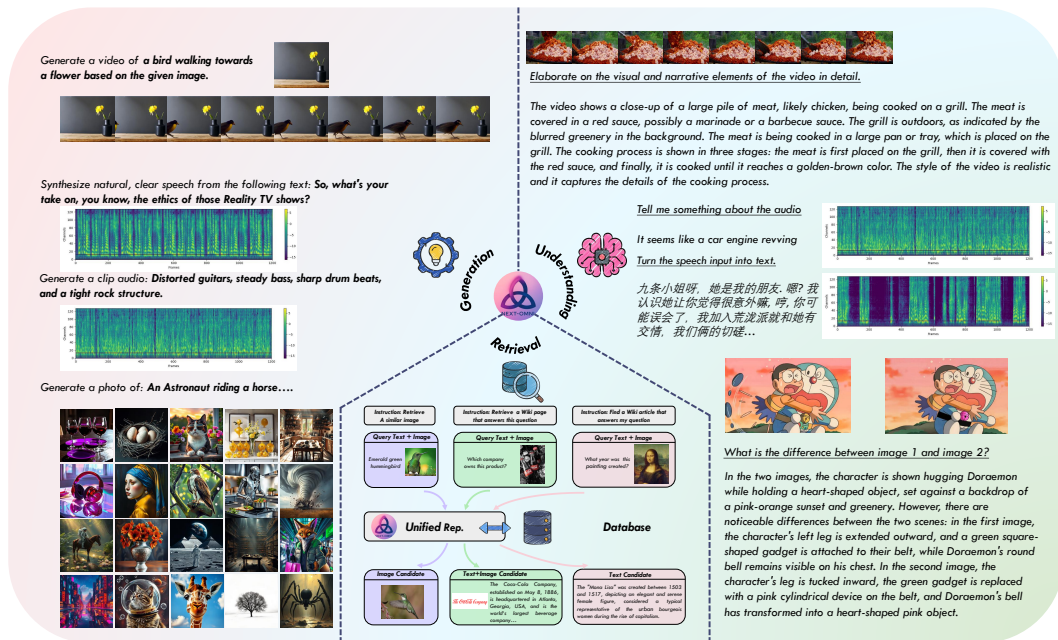 Generate a video of a bird walking towards
a flower based on the given image.
Synthesize natural, clear speech from the following text: So, what's your
take on, you know, the ethics of those Reality TV shows?
Channels
Frames
Generate a clip audio: Distorted guitars, steady bass, sharp drum beats,
and a tight rock structure.
Channels
Frames
Generate a photo of: An Astronaut riding a horse....
Generation
Understanding
Retrieval
NEXT-OMNI
Elaborate on the visual and narrative elements of the video in detail.
The video shows a close-up of a large pile of meat, likely chicken, being cooked on a grill. The meat is
covered in a red sauce, possibly a marinade or a barbecue sauce. The grill is outdoors, as indicated by the
blurred greenery in the background. The meat is being cooked in a large pan or tray, which is placed on the
grill. The cooking process is shown in three stages: the meat is first placed on the grill, then it is covered with
the red sauce, and finally, it is cooked until it reaches a golden-brown color. The style of the video is realistic
and it captures the details of the cooking process.
Tell me something about the audio
It seems like a car engine revving
Turn the speech input into text.
九条小姐呀，她是我的朋友. 嗯? 我
认识她让你觉得很意外嘛, 哼, 你可
能误会了，我加入荒泷派就和她有
交情，我们俩的切磋...
What is the difference between image 1 and image 2?
In the two images, the character is shown hugging Doraemon
while holding a heart-shaped object, set against a backdrop of
a pink-orange sunset and greenery. However, there are
noticeable differences between the two scenes: in the first image,
the character's left leg is extended outward, and a green square-
shaped gadget is attached to their belt, while Doraemon's round
bell remains visible on his chest. In the second image, the
character's leg is tucked inward, the green gadget is replaced
with a pink cylindrical device on the belt, and Doraemon's bell
has transformed into a heart-shaped pink object.
Instruction: Retrieve
A similar image
Instruction: Retrieve a Wiki page
that answers this question
Instruction: Find a Wiki article that
answers my question
Query Text + Image
Emerald green
hummingbird
Query Text + Image
Which company
owns this product?
Query Text + Image
What year was this
painting created?
Unified Rep.
Database
Image Candidate
Text+Image Candidate
The Coca-Cola Company,
established on May 8, 1886,
is headquartered in Atlanta,
Georgia, USA, and is the
world's largest beverage
company...
Text Candidate
The "Mona Lisa" was created between 1503
and 1517, depicting an elegant and serene
female figure, considered a typical
representative of the urban bourgeois
women during the rise of capitalism.